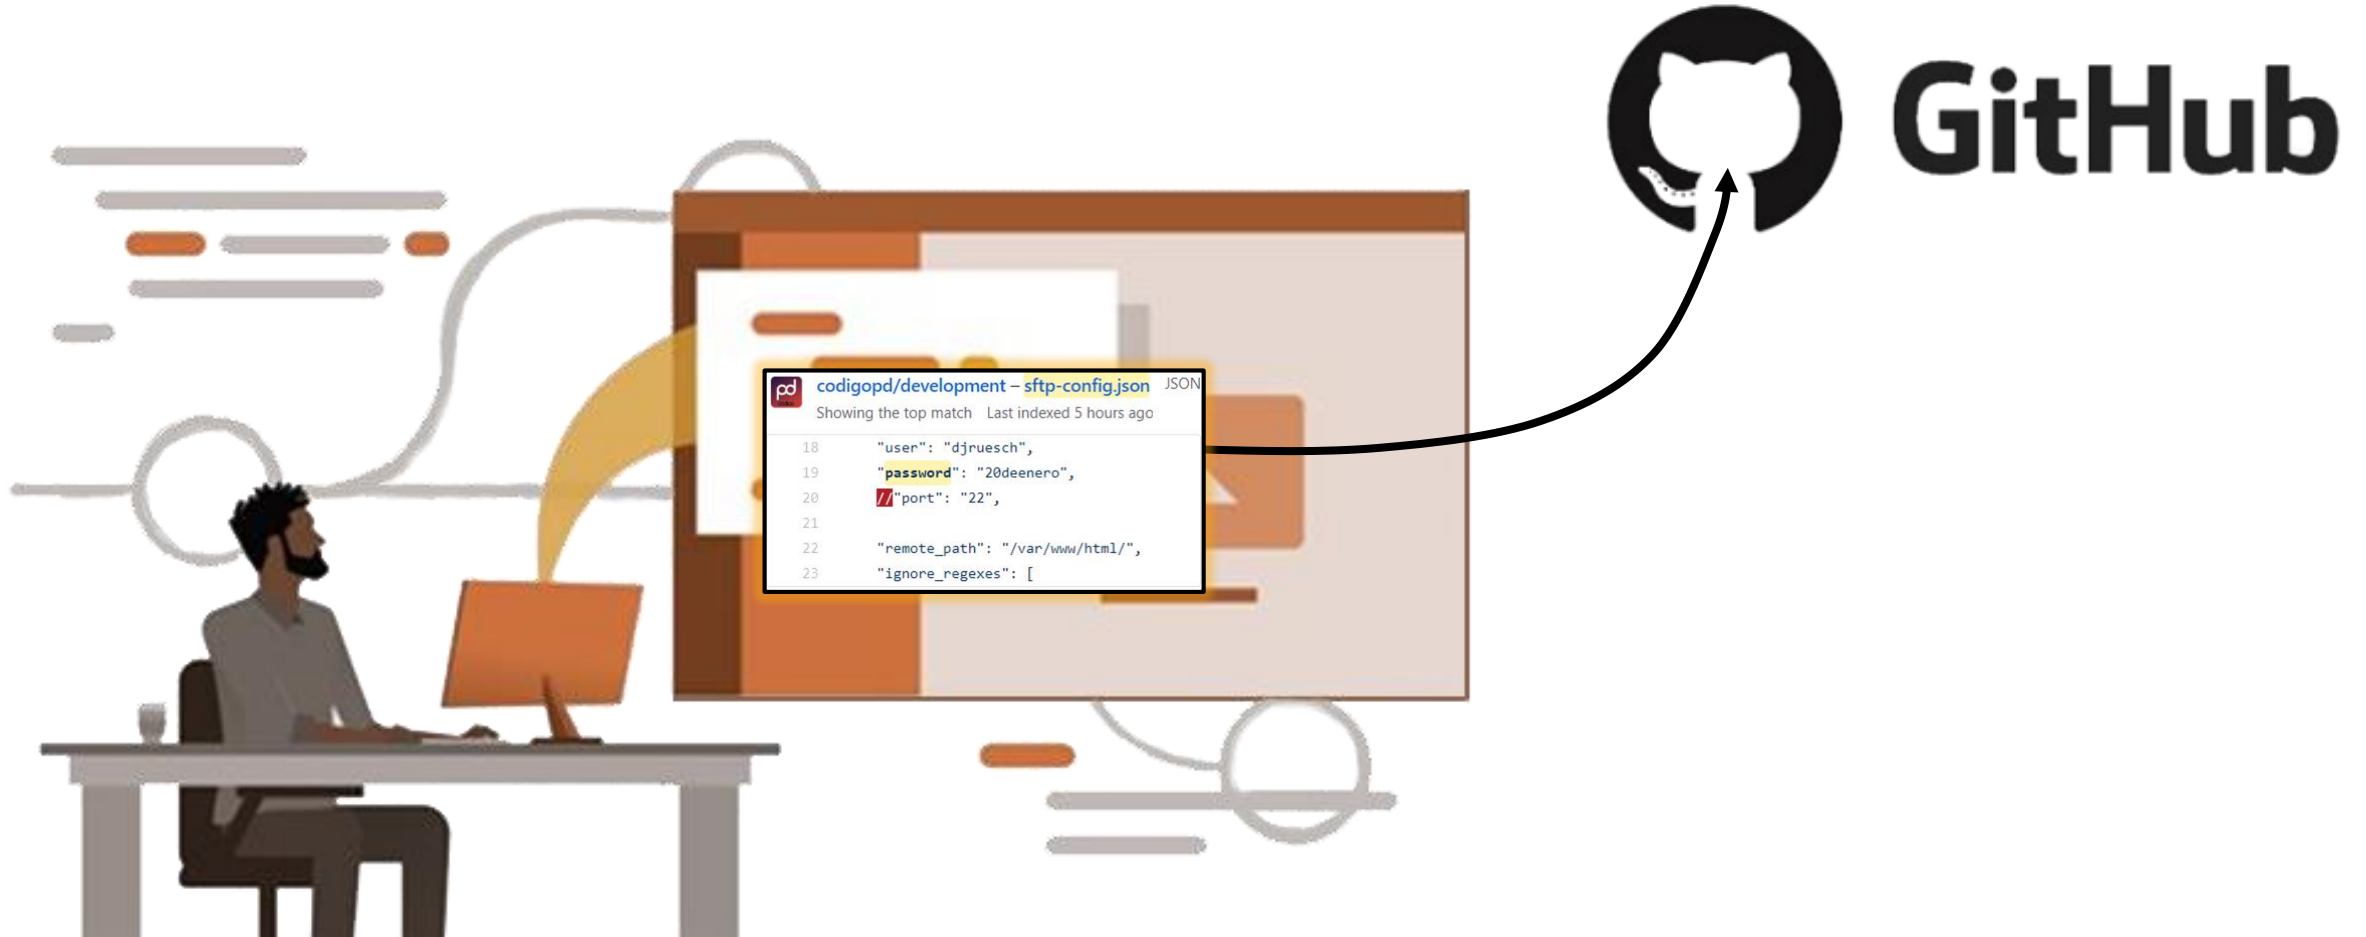 GitHub
codigopd/development – sftp-config.json JSON
Showing the top match Last indexed 5 hours ago
18 "user": "djruesch",
19 "password": "20deenero",
20 //"port": "22",
21
22 "remote_path": "/var/www/html/",
23 "ignore_regexes": [
pd